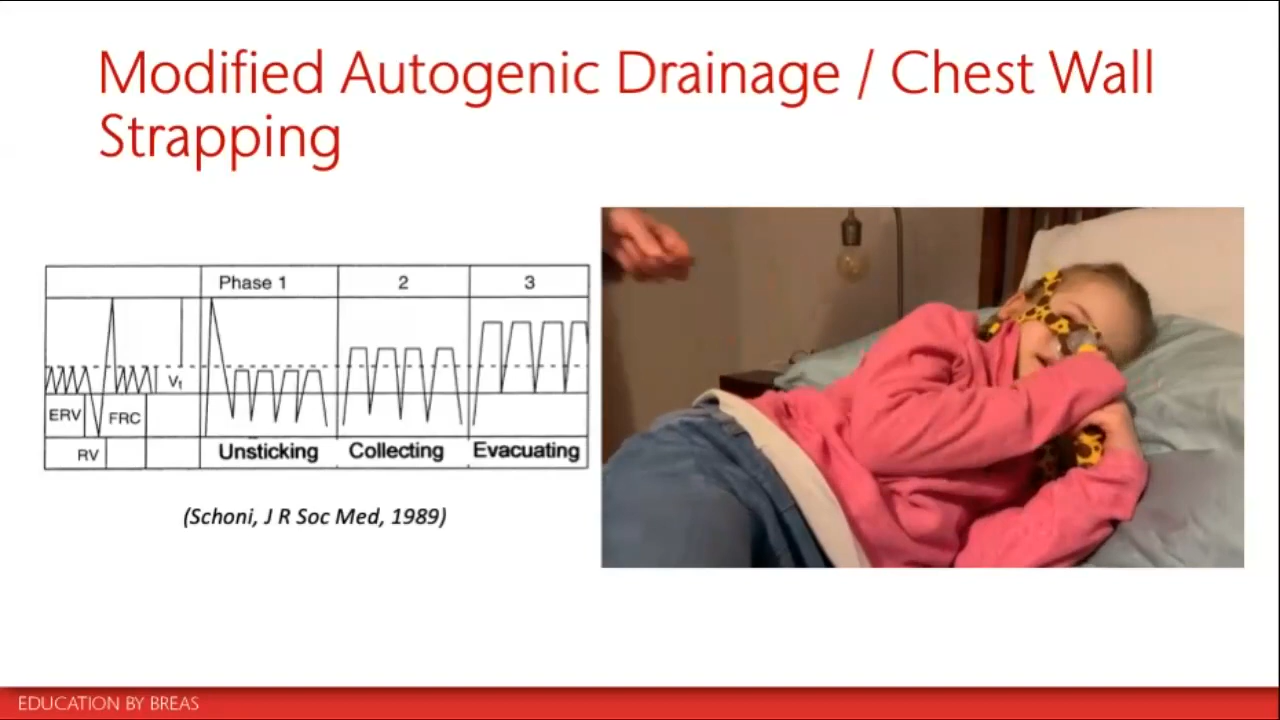 Modified Autogenic Drainage / Chest Wall
Strapping
Phase 1 2 3
Vt
ERV FRC
RV
Unsticking Collecting Evacuating
(Schoni, J R Soc Med, 1989)
EDUCATION BY BREAS